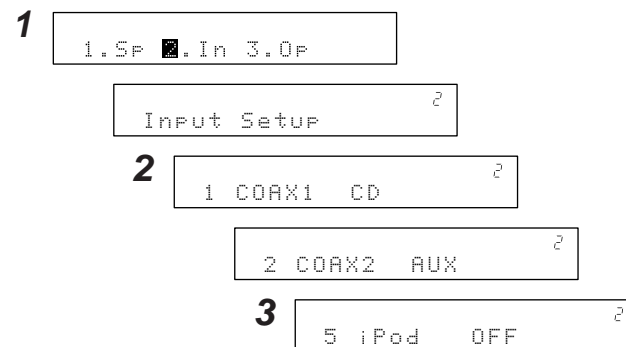 1
1.Sp 2.In 3.Op
2
Input Setup
2
2
1 COAX1 CD
2
2 COAX2 AUX
3
2
5 iPod OFF